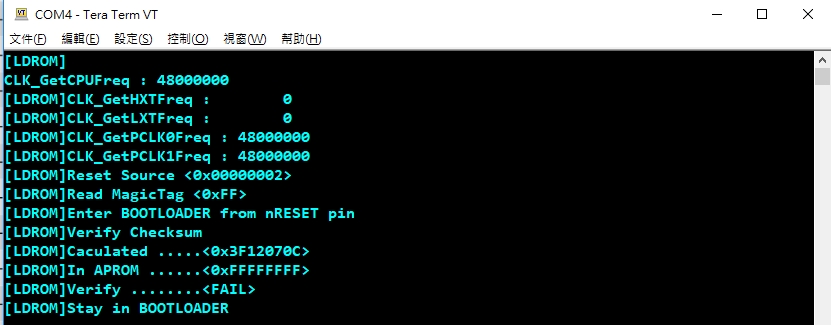 COM4 - Tera Term VT
文件(F) 編輯(E) 設定(S) 控制(O) 視窗(W) 幫助(H)
[LDROM]
CLK_GetCPUFreq : 48000000
[LDROM]CLK_GetHXTFreq :        0
[LDROM]CLK_GetLXTFreq :        0
[LDROM]CLK_GetPCLK0Freq : 48000000
[LDROM]CLK_GetPCLK1Freq : 48000000
[LDROM]Reset Source <0x00000002>
[LDROM]Read MagicTag <0xFF>
[LDROM]Enter BOOTLOADER from nRESET pin
[LDROM]Verify Checksum
[LDROM]Caculated .....<0x3F12070C>
[LDROM]In APROM ......<0xFFFFFFFF>
[LDROM]Verify ........<FAIL>
[LDROM]Stay in BOOTLOADER